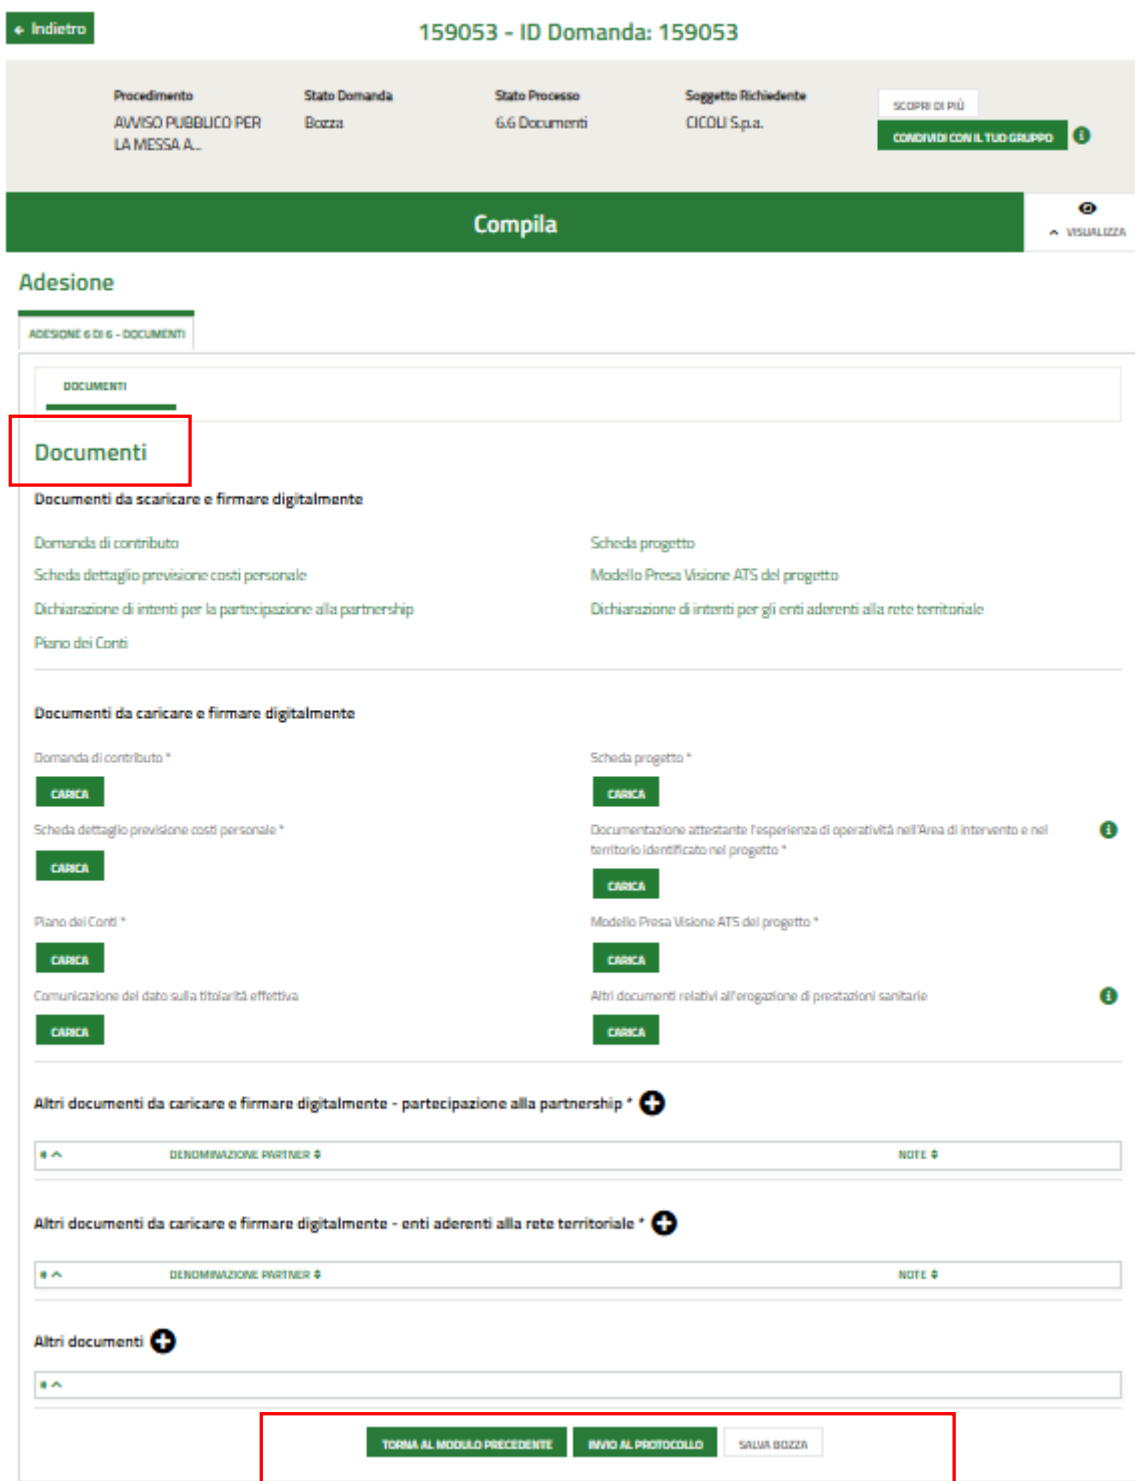 ← Indietro
159053 - ID Domanda: 159053
Procedimento
AVVISO PUBBLICO PER
LA MESSA A...
Stato Domanda
Bozza
Stato Processo
6.6 Documenti
Soggetto Richiedente
CICOLI S.p.a.
SCOPRI DI PIÙ
CONDIVIDI CON IL TUO GRUPPO
Compila
VISUALIZZA
Adesione
ADESIONE 6 DI 6 - DOCUMENTI
DOCUMENTI
Documenti
Documenti da scaricare e firmare digitalmente
Domanda di contributo
Scheda progetto
Scheda dettaglio previsione costi personale
Modello Presa Visione ATS del progetto
Dichiarazione di intenti per la partecipazione alla partnership
Dichiarazione di intenti per gli enti aderenti alla rete territoriale
Piano dei Conti
Documenti da caricare e firmare digitalmente
Domanda di contributo *
Scheda progetto *
CARICA
CARICA
Scheda dettaglio previsione costi personale *
Documentazione attestante l'esperienza di operatività nell'Area di intervento e nel
territorio identificato nel progetto *
CARICA
CARICA
Piano dei Conti *
Modello Presa Visione ATS del progetto *
CARICA
CARICA
Comunicazione del dato sulla titolarità effettiva
Altri documenti relativi all'erogazione di prestazioni sanitarie
CARICA
CARICA
Altri documenti da caricare e firmare digitalmente - partecipazione alla partnership *
# DENOMINAZIONE PARTNER NOTE
Altri documenti da caricare e firmare digitalmente - enti aderenti alla rete territoriale *
# DENOMINAZIONE PARTNER NOTE
Altri documenti
#
TORNA AL MODULO PRECEDENTE INVIO AL PROTOCOLLO SALVA BOZZA